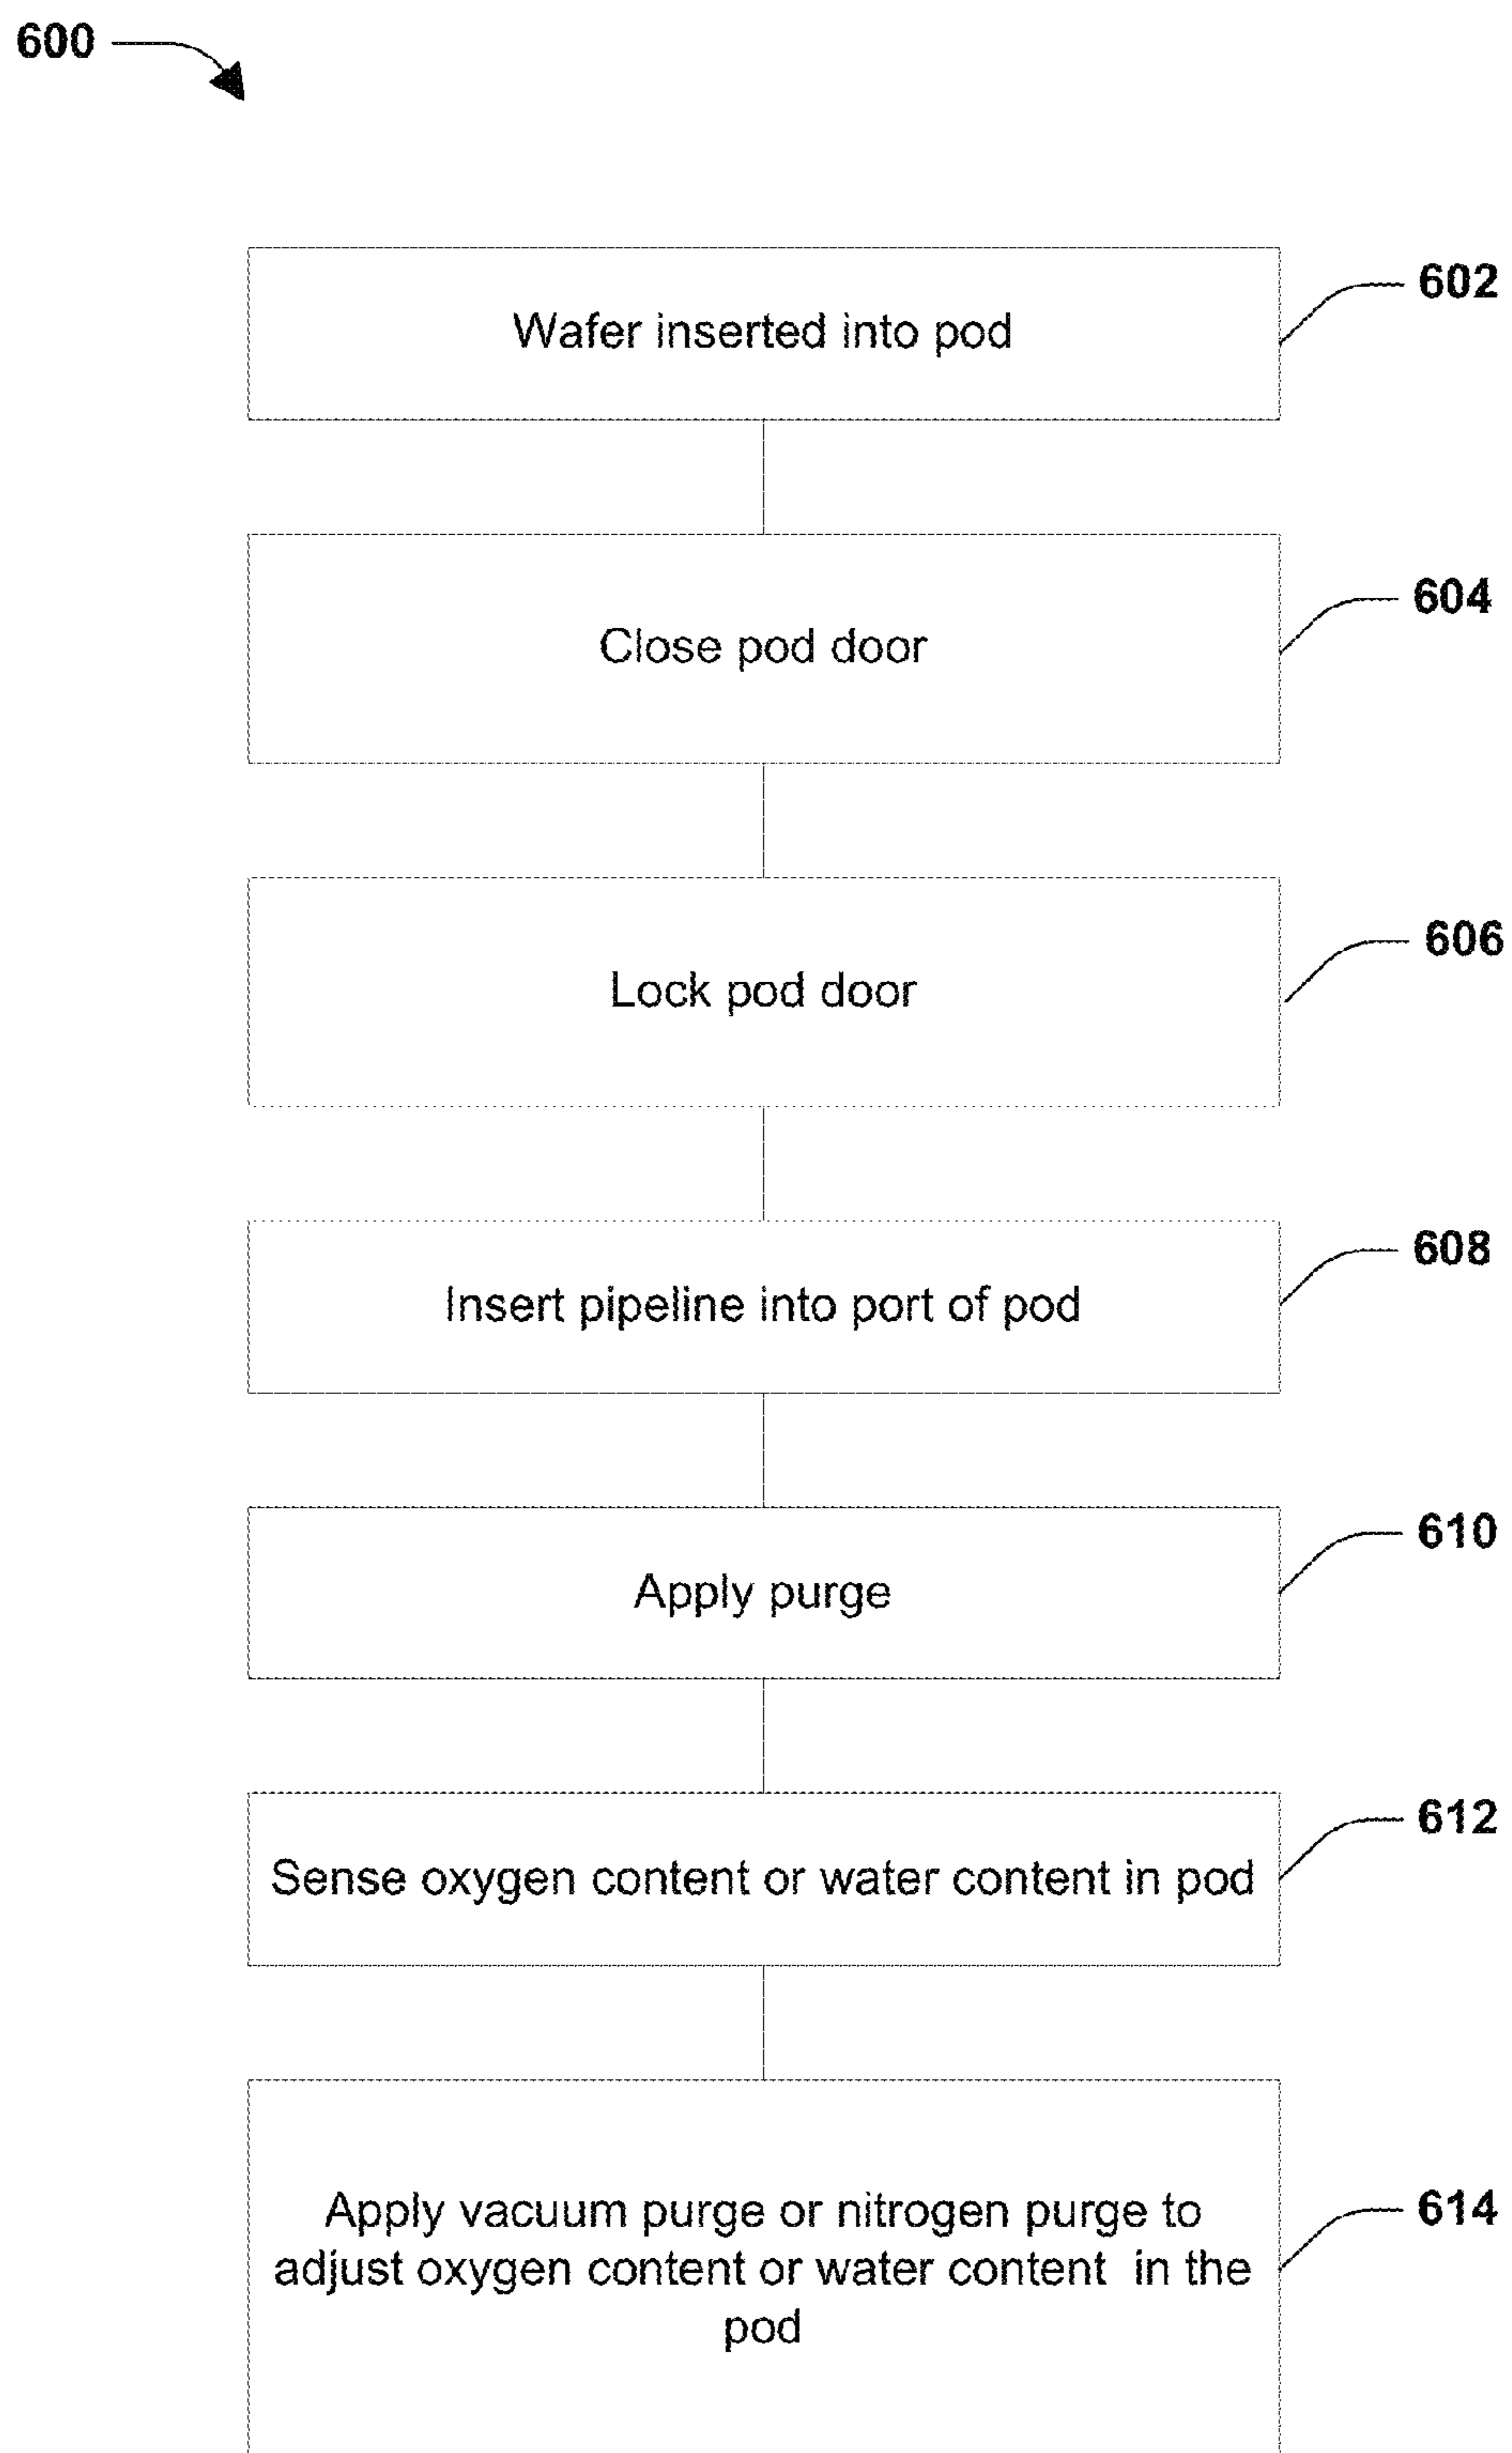 600
Wafer inserted into pod
602
Close pod door
604
Lock pod door
606
Insert pipeline into port of pod
608
Apply purge
610
Sense oxygen content or water content in pod
612
Apply vacuum purge or nitrogen purge to
adjust oxygen content or water content in the
pod
614